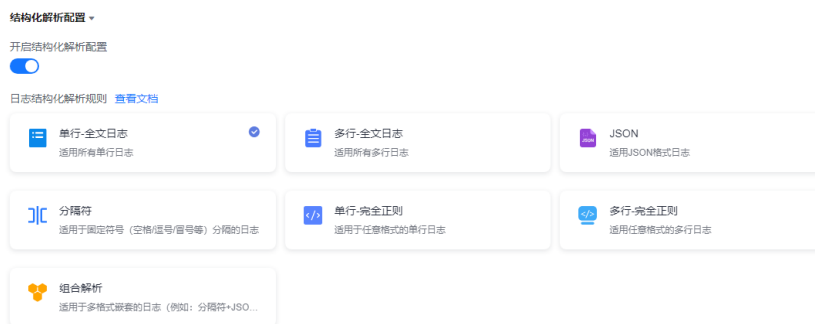 结构化解析配置
开启结构化解析配置
日志结构化解析规则 查看文档
单行-全文日志
适用所有单行日志
多行-全文日志
适用所有多行日志
JSON
JSON
适用JSON格式日志
分隔符
适用于固定符号（空格/逗号/冒号等）分隔的日志
单行-完全正则
适用于任意格式的单行日志
多行-完全正则
适用任意格式的多行日志
组合解析
适用于多格式嵌套的日志（例如：分隔符+JSO...